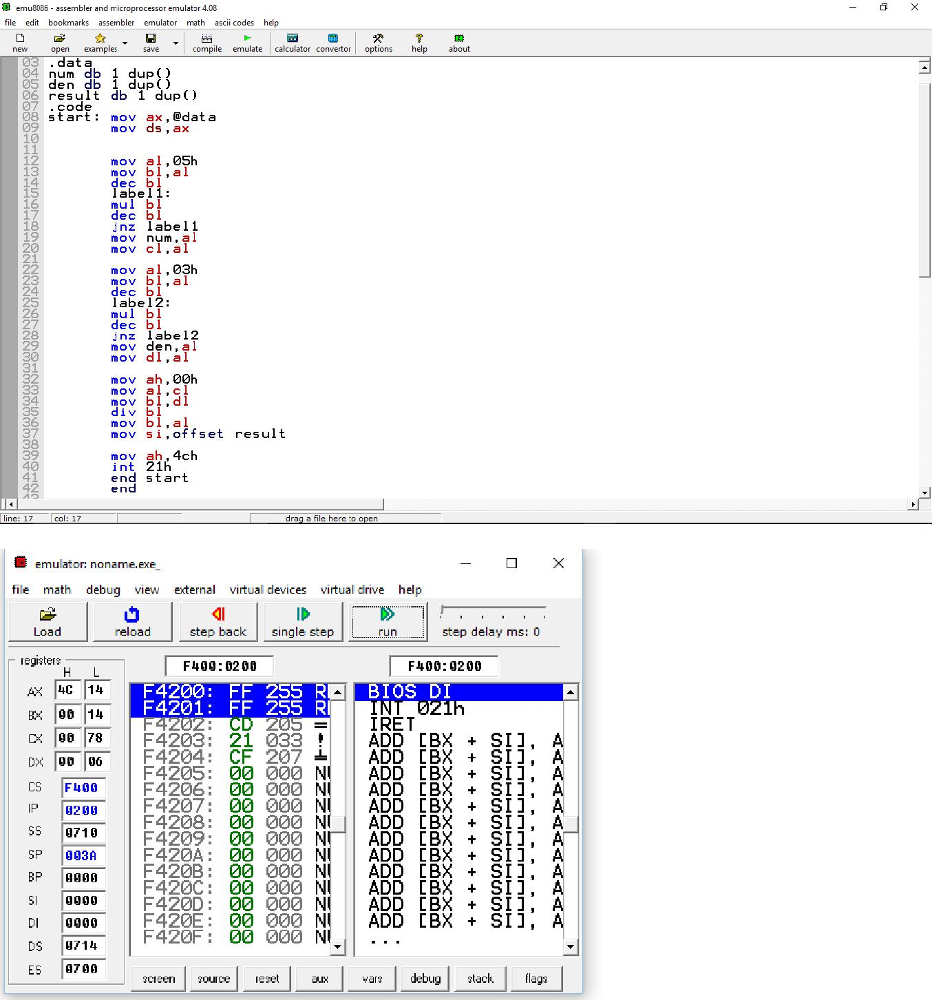 emu8086 - assembler and microprocessor emulator 4.08
file edit bookmarks assembler emulator math ascii codes help
new open examples save compile emulate calculator convertor options help about
03 .data
04 num db 1 dup()
05 den db 1 dup()
06 result db 1 dup()
07 .code
08 start: mov ax,@data
09 mov ds,ax
10
11
12 mov al,05h
13 mov bl,al
14 dec bl
15 label1:
16 mul bl
17 dec bl
18 jnz label1
19 mov num,al
20 mov cl,al
21
22 mov al,03h
23 mov bl,al
24 dec bl
25 label2:
26 mul bl
27 dec bl
28 jnz label2
29 mov den,al
30 mov dl,al
31
32 mov ah,00h
33 mov al,cl
34 mov bl,dl
35 div bl
36 mov bl,al
37 mov si,offset result
38
39 mov ah,4ch
40 int 21h
41 end start
42 end
43
line: 17 col: 17 drag a file here to open
emulator: noname.exe_
file math debug view external virtual devices virtual drive help
Load reload step back single step run step delay ms: 0
registers
H L
AX 4C 14
BX 00 14
CX 00 78
DX 00 06
CS F400
IP 0200
SS 0710
SP 003A
BP 0000
SI 0000
DI 0000
DS 0714
ES 0700
F400:0200
F4200: FF 255 R
F4201: FF 255 R
F4202: CD 205 =
F4203: 21 033 !
F4204: CF 207 ╧
F4205: 00 000 N
F4206: 00 000 N
F4207: 00 000 N
F4208: 00 000 N
F4209: 00 000 N
F420A: 00 000 N
F420B: 00 000 N
F420C: 00 000 N
F420D: 00 000 N
F420E: 00 000 N
F420F: 00 000 N
F400:0200
BIOS DI
INT 021h
IRET
ADD [BX + SI], A
ADD [BX + SI], A
ADD [BX + SI], A
ADD [BX + SI], A
ADD [BX + SI], A
ADD [BX + SI], A
ADD [BX + SI], A
ADD [BX + SI], A
ADD [BX + SI], A
ADD [BX + SI], A
ADD [BX + SI], A
ADD [BX + SI], A
...
screen source reset aux vars debug stack flags